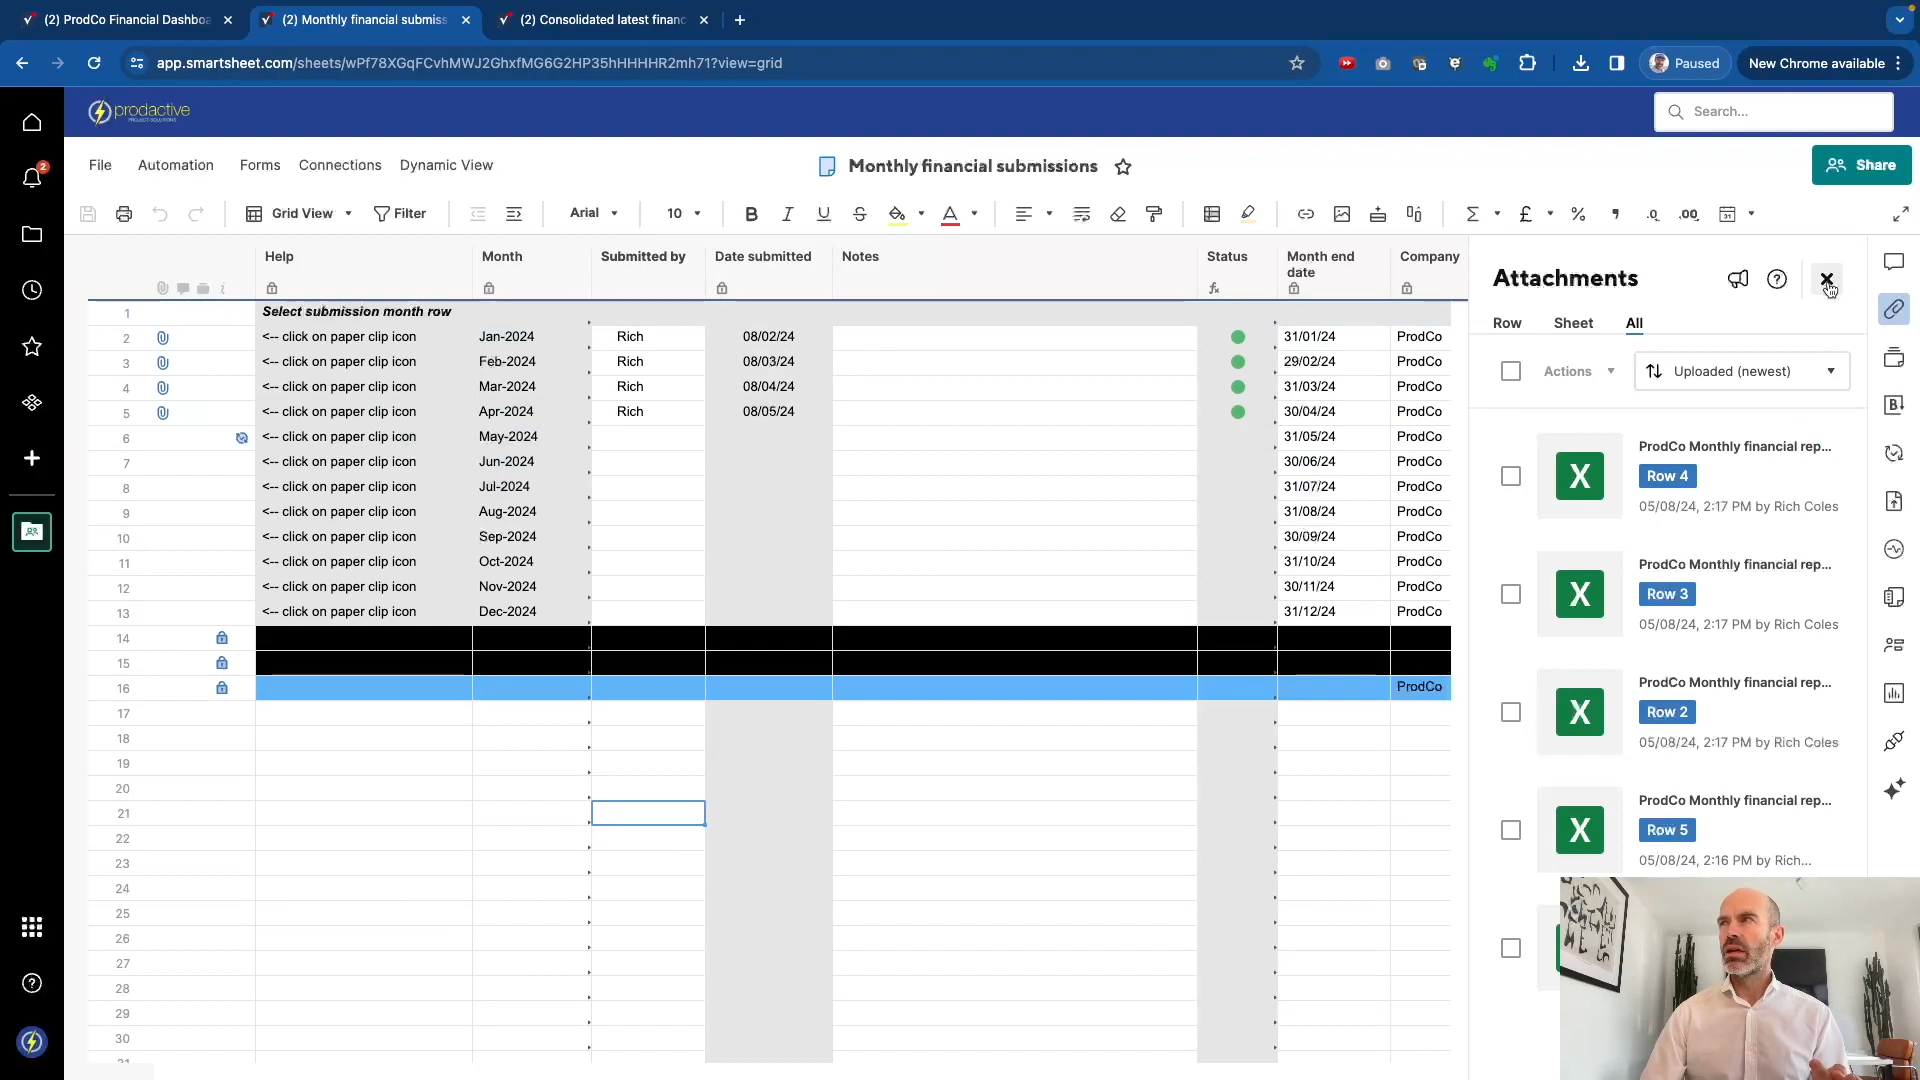 (2) ProdCo Financial Dashboa
(2) Monthly financial submiss
(2) Consolidated latest financ
app.smartsheet.com/sheets/wPf78XGqFCvhMWJ2GhxfMG6G2HP35hHHHHR2mh71?view=grid
Paused
New Chrome available
prodactive
PROJECT SOLUTIONS
Search...
2
File Automation Forms Connections Dynamic View
Monthly financial submissions
Share
Grid View Filter Arial 10
Help Month Submitted by Date submitted Notes Status Month end date Company
1 Select submission month row
2 <-- click on paper clip icon Jan-2024 Rich 08/02/24 31/01/24 ProdCo
3 <-- click on paper clip icon Feb-2024 Rich 08/03/24 29/02/24 ProdCo
4 <-- click on paper clip icon Mar-2024 Rich 08/04/24 31/03/24 ProdCo
5 <-- click on paper clip icon Apr-2024 Rich 08/05/24 30/04/24 ProdCo
6 <-- click on paper clip icon May-2024 31/05/24 ProdCo
7 <-- click on paper clip icon Jun-2024 30/06/24 ProdCo
8 <-- click on paper clip icon Jul-2024 31/07/24 ProdCo
9 <-- click on paper clip icon Aug-2024 31/08/24 ProdCo
10 <-- click on paper clip icon Sep-2024 30/09/24 ProdCo
11 <-- click on paper clip icon Oct-2024 31/10/24 ProdCo
12 <-- click on paper clip icon Nov-2024 30/11/24 ProdCo
13 <-- click on paper clip icon Dec-2024 31/12/24 ProdCo
14
15
16 ProdCo
17
18
19
20
21
22
23
24
25
26
27
28
29
30
Attachments
Row Sheet All
Actions Uploaded (newest)
ProdCo Monthly financial rep...
Row 4
05/08/24, 2:17 PM by Rich Coles
ProdCo Monthly financial rep...
Row 3
05/08/24, 2:17 PM by Rich Coles
ProdCo Monthly financial rep...
Row 2
05/08/24, 2:17 PM by Rich Coles
ProdCo Monthly financial rep...
Row 5
05/08/24, 2:16 PM by Rich...